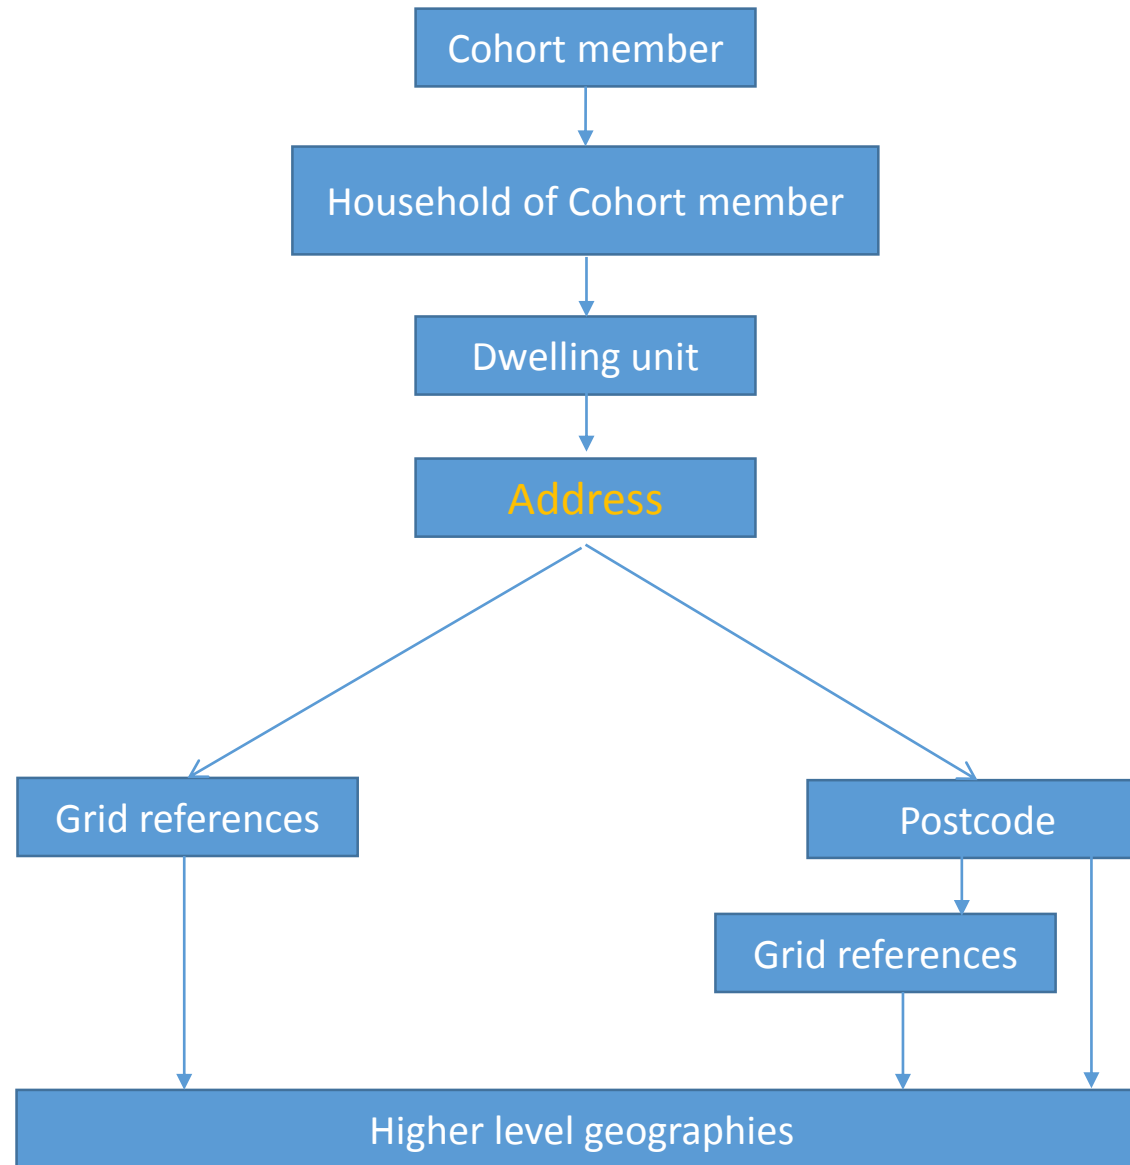 Cohort member
Household of Cohort member
Dwelling unit
Address
Grid references
Postcode
Grid references
Higher level geographies